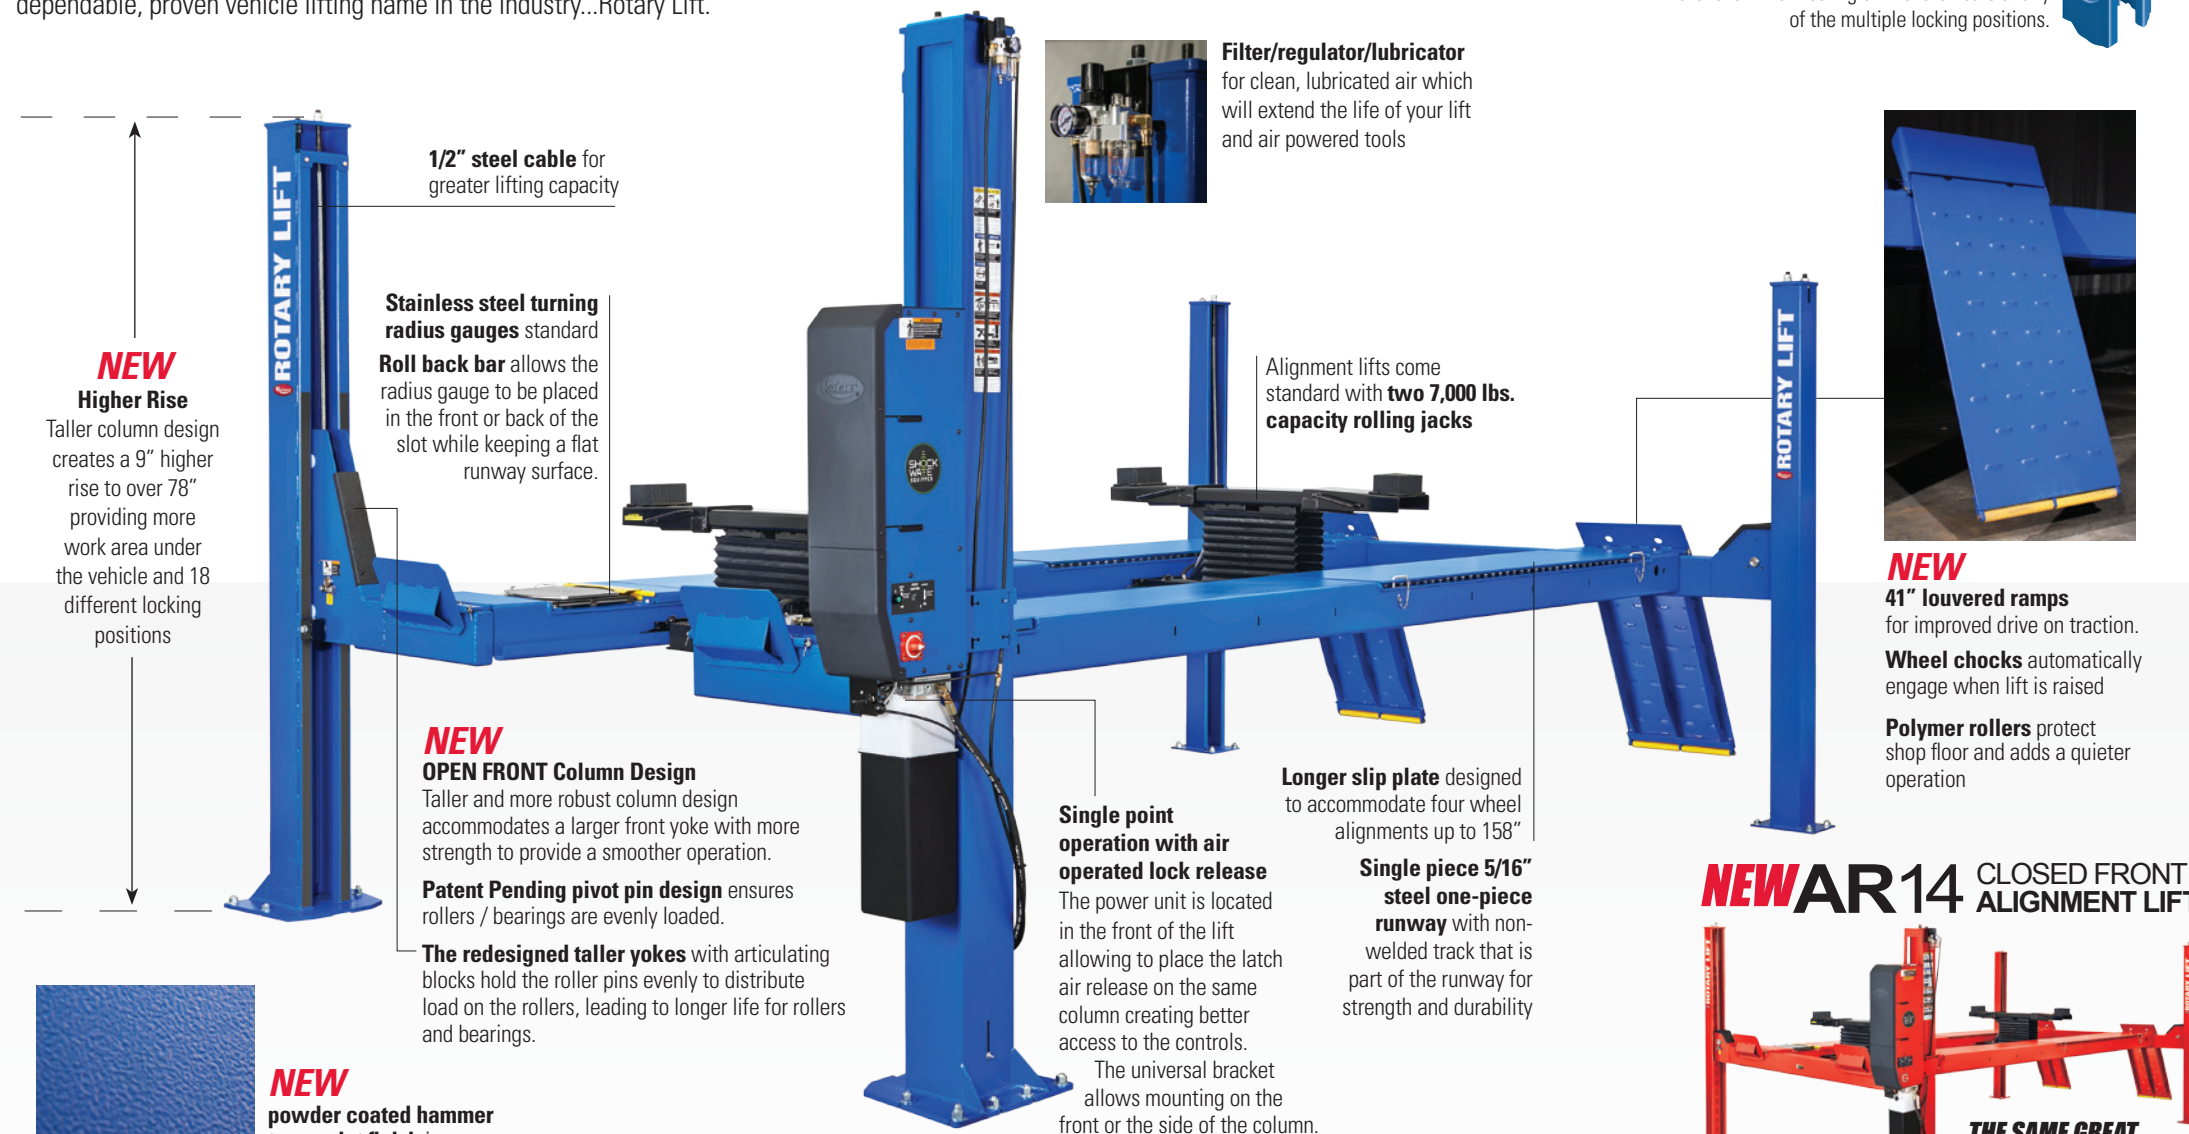 dependable, proven vehicle lifting name in the industry...Rotary Lift.
of the multiple locking positions.
Filter/regulator/lubricator
for clean, lubricated air which
will extend the life of your lift
and air powered tools
1/2” steel cable for
greater lifting capacity
ROTARY LIFT
Stainless steel turning
radius gauges standard
Roll back bar allows the
radius gauge to be placed
in the front or back of the
slot while keeping a flat
runway surface.
NEW
Higher Rise
Taller column design
creates a 9” higher
rise to over 78”
providing more
work area under
the vehicle and 18
different locking
positions
SHOCK
WAVE
EQUIPPED
Alignment lifts come
standard with two 7,000 lbs.
capacity rolling jacks
ROTARY LIFT
NEW
41” louvered ramps
for improved drive on traction.
Wheel chocks automatically
engage when lift is raised
Polymer rollers protect
shop floor and adds a quieter
operation
NEW
OPEN FRONT Column Design
Taller and more robust column design
accommodates a larger front yoke with more
strength to provide a smoother operation.
Patent Pending pivot pin design ensures
rollers / bearings are evenly loaded.
The redesigned taller yokes with articulating
blocks hold the roller pins evenly to distribute
load on the rollers, leading to longer life for rollers
and bearings.
Single point
operation with air
operated lock release
The power unit is located
in the front of the lift
allowing to place the latch
air release on the same
column creating better
access to the controls.
The universal bracket
allows mounting on the
front or the side of the column.
Longer slip plate designed
to accommodate four wheel
alignments up to 158”
Single piece 5/16”
steel one-piece
runway with non-
welded track that is
part of the runway for
strength and durability
NEW AR14 CLOSED FRONT
ALIGNMENT LIFT
ROTARY LIFT
THE SAME GREAT
NEW
powder coated hammer